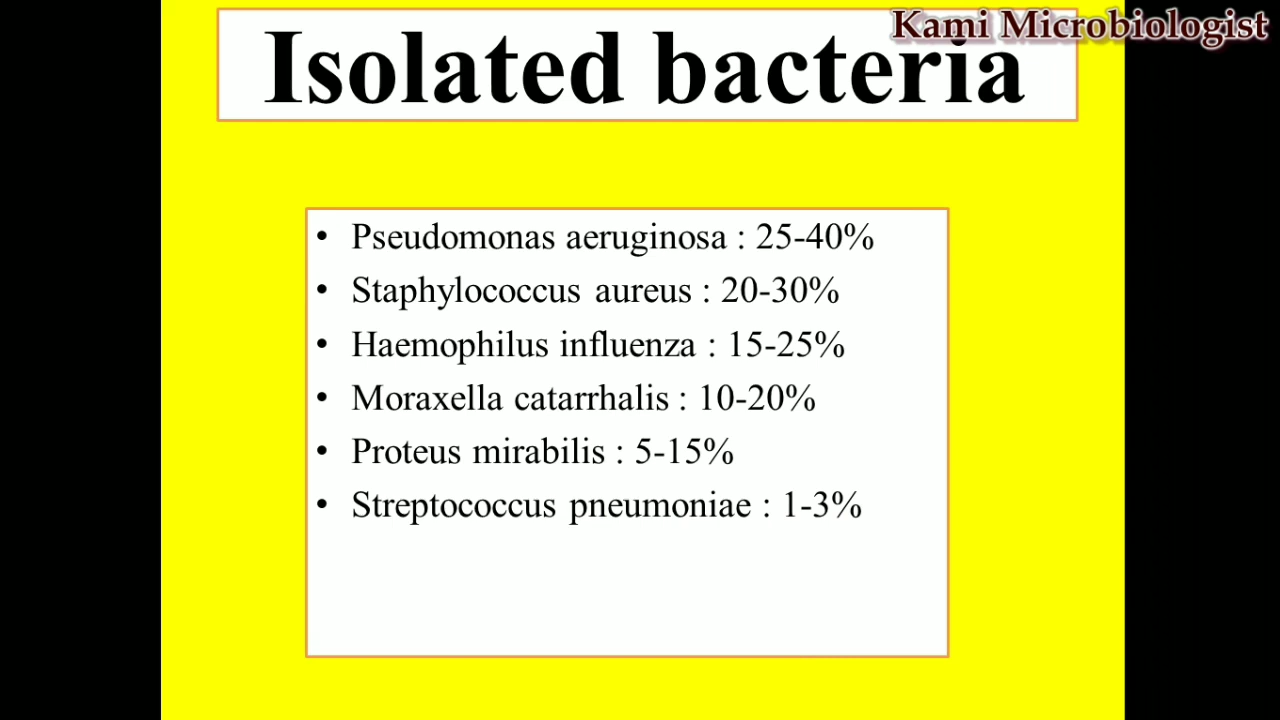 Kami Microbiologist
Isolated bacteria
• Pseudomonas aeruginosa : 25-40%
• Staphylococcus aureus : 20-30%
• Haemophilus influenza : 15-25%
• Moraxella catarrhalis : 10-20%
• Proteus mirabilis : 5-15%
• Streptococcus pneumoniae : 1-3%